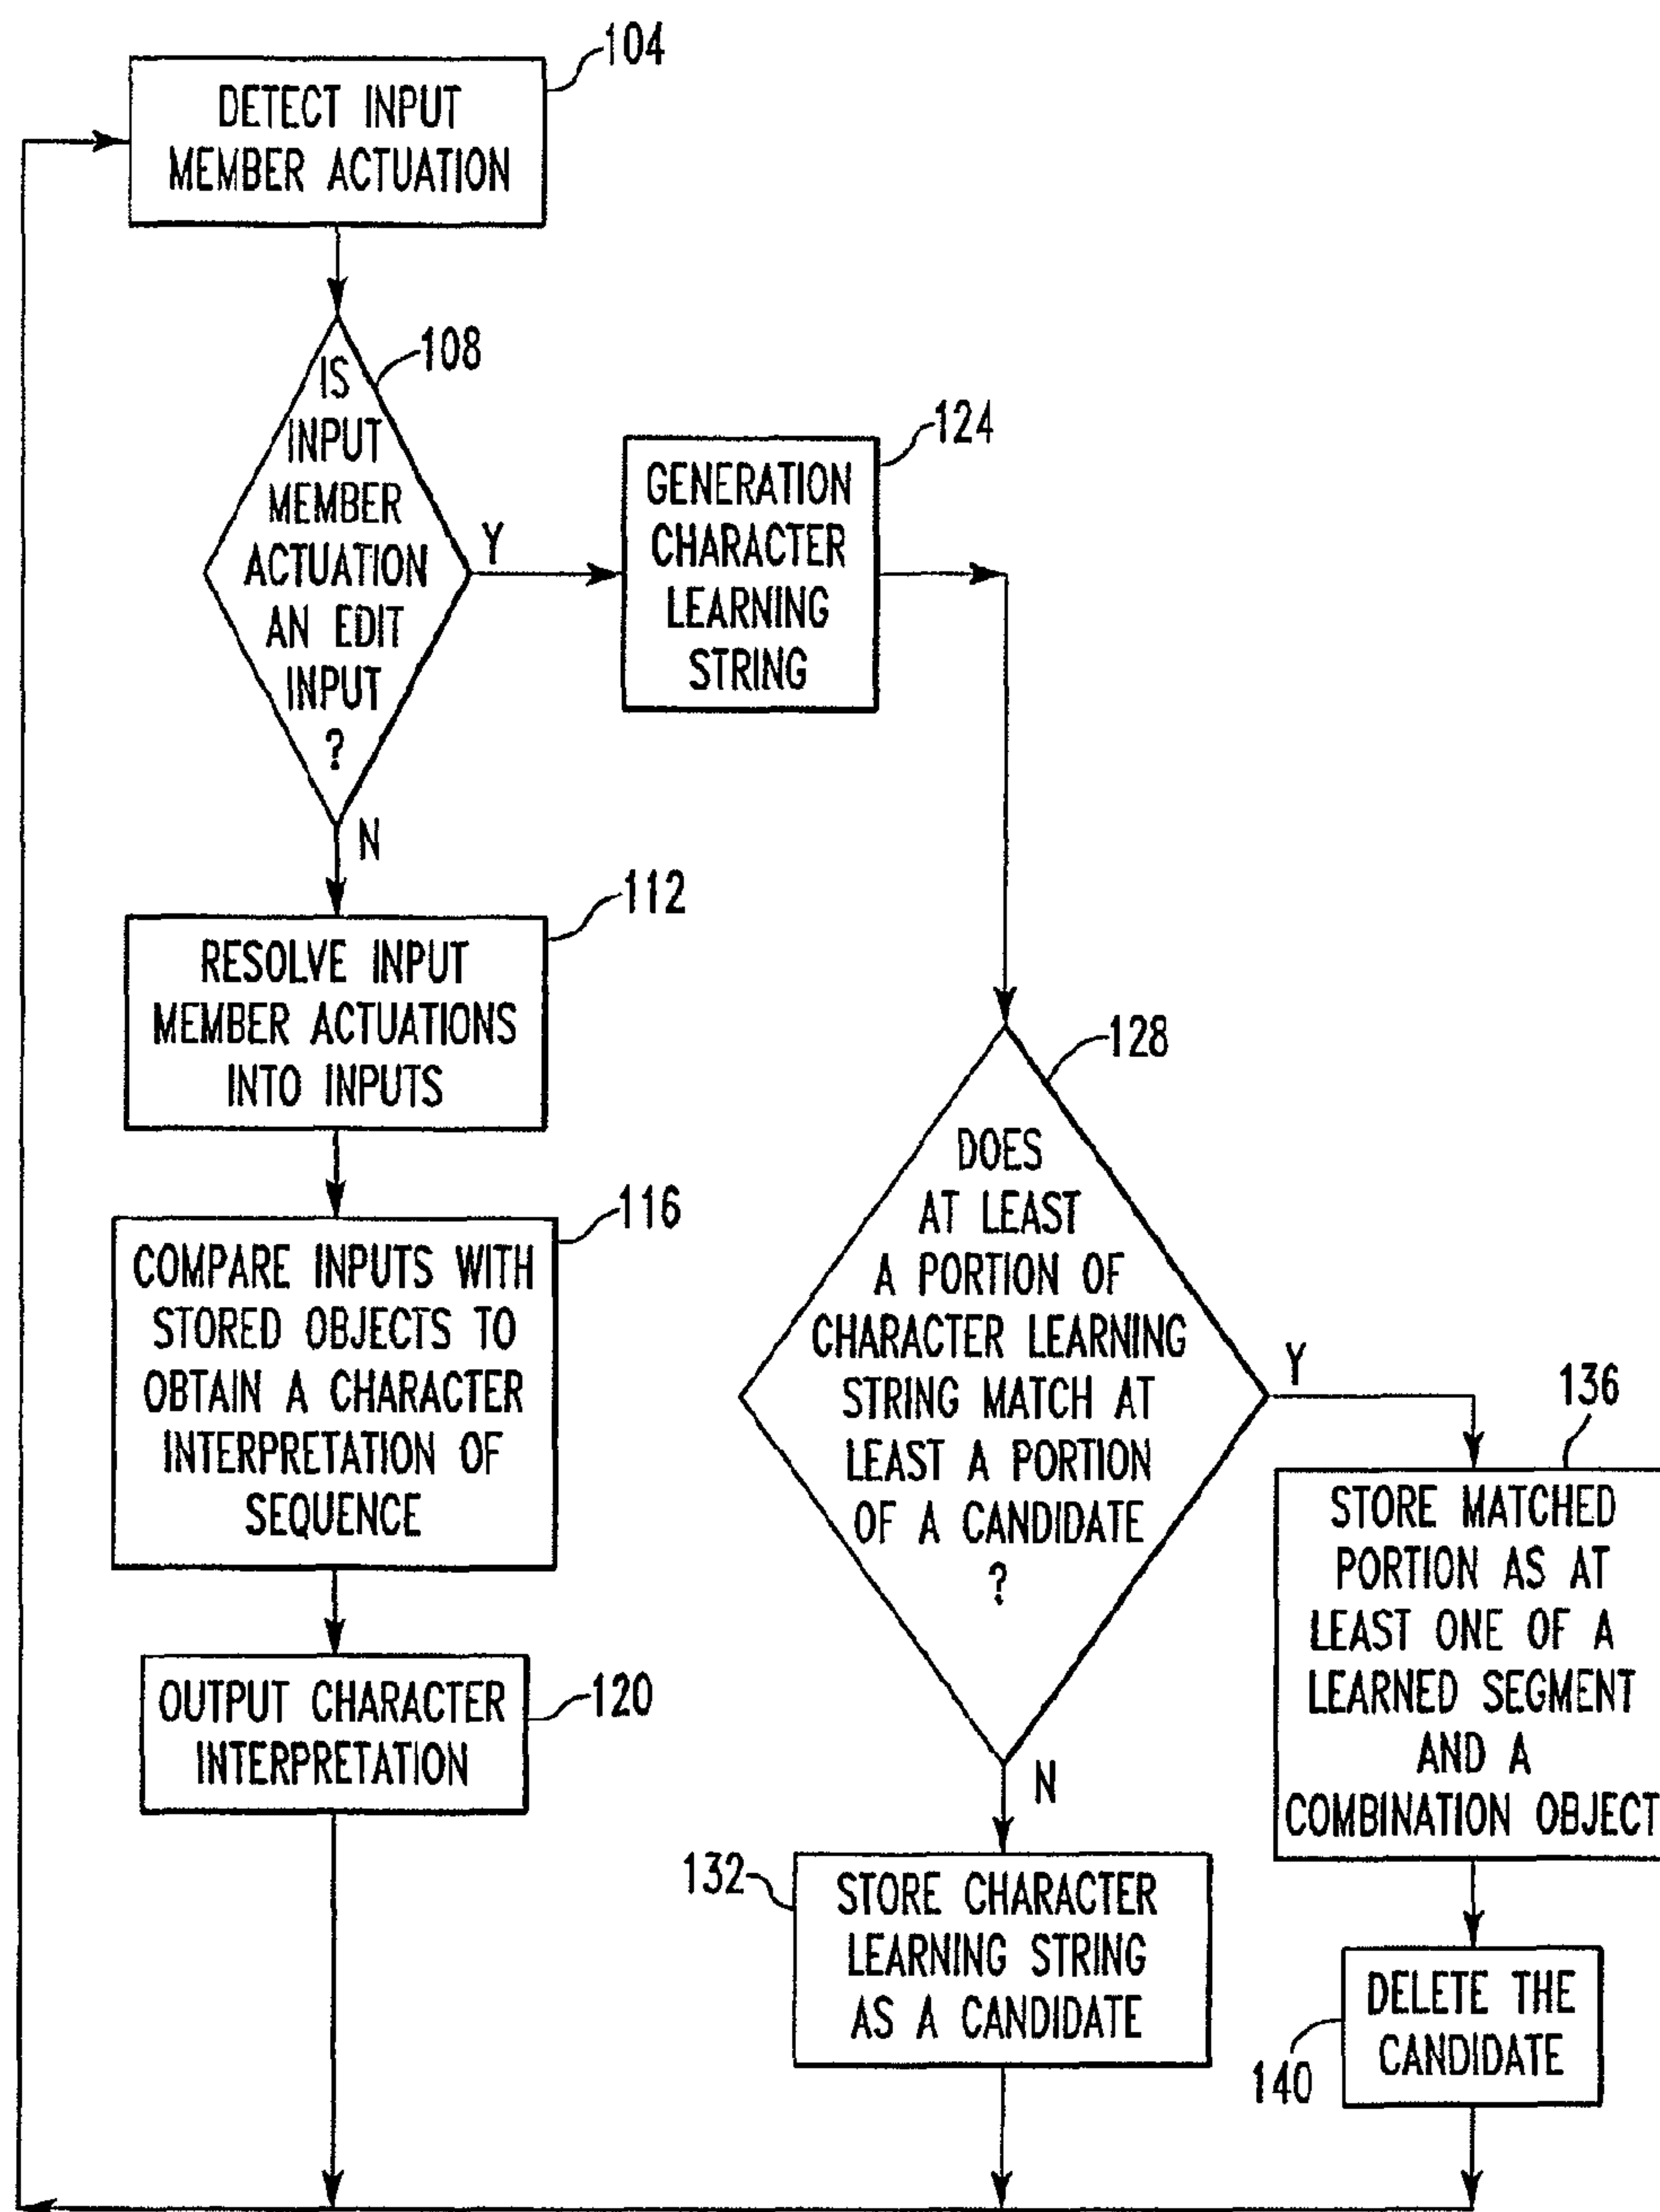 104
DETECT INPUT
MEMBER ACTUATION
108
IS
INPUT
MEMBER
ACTUATION
AN EDIT
INPUT
?
Y
N
124
GENERATION
CHARACTER
LEARNING
STRING
112
RESOLVE INPUT
MEMBER ACTUATIONS
INTO INPUTS
116
COMPARE INPUTS WITH
STORED OBJECTS TO
OBTAIN A CHARACTER
INTERPRETATION OF
SEQUENCE
120
OUTPUT CHARACTER
INTERPRETATION
128
DOES
AT LEAST
A PORTION OF
CHARACTER LEARNING
STRING MATCH AT
LEAST A PORTION
OF A CANDIDATE
?
Y
N
132
STORE CHARACTER
LEARNING STRING
AS A CANDIDATE
136
STORE MATCHED
PORTION AS AT
LEAST ONE OF A
LEARNED SEGMENT
AND A
COMBINATION OBJECT
140
DELETE THE
CANDIDATE